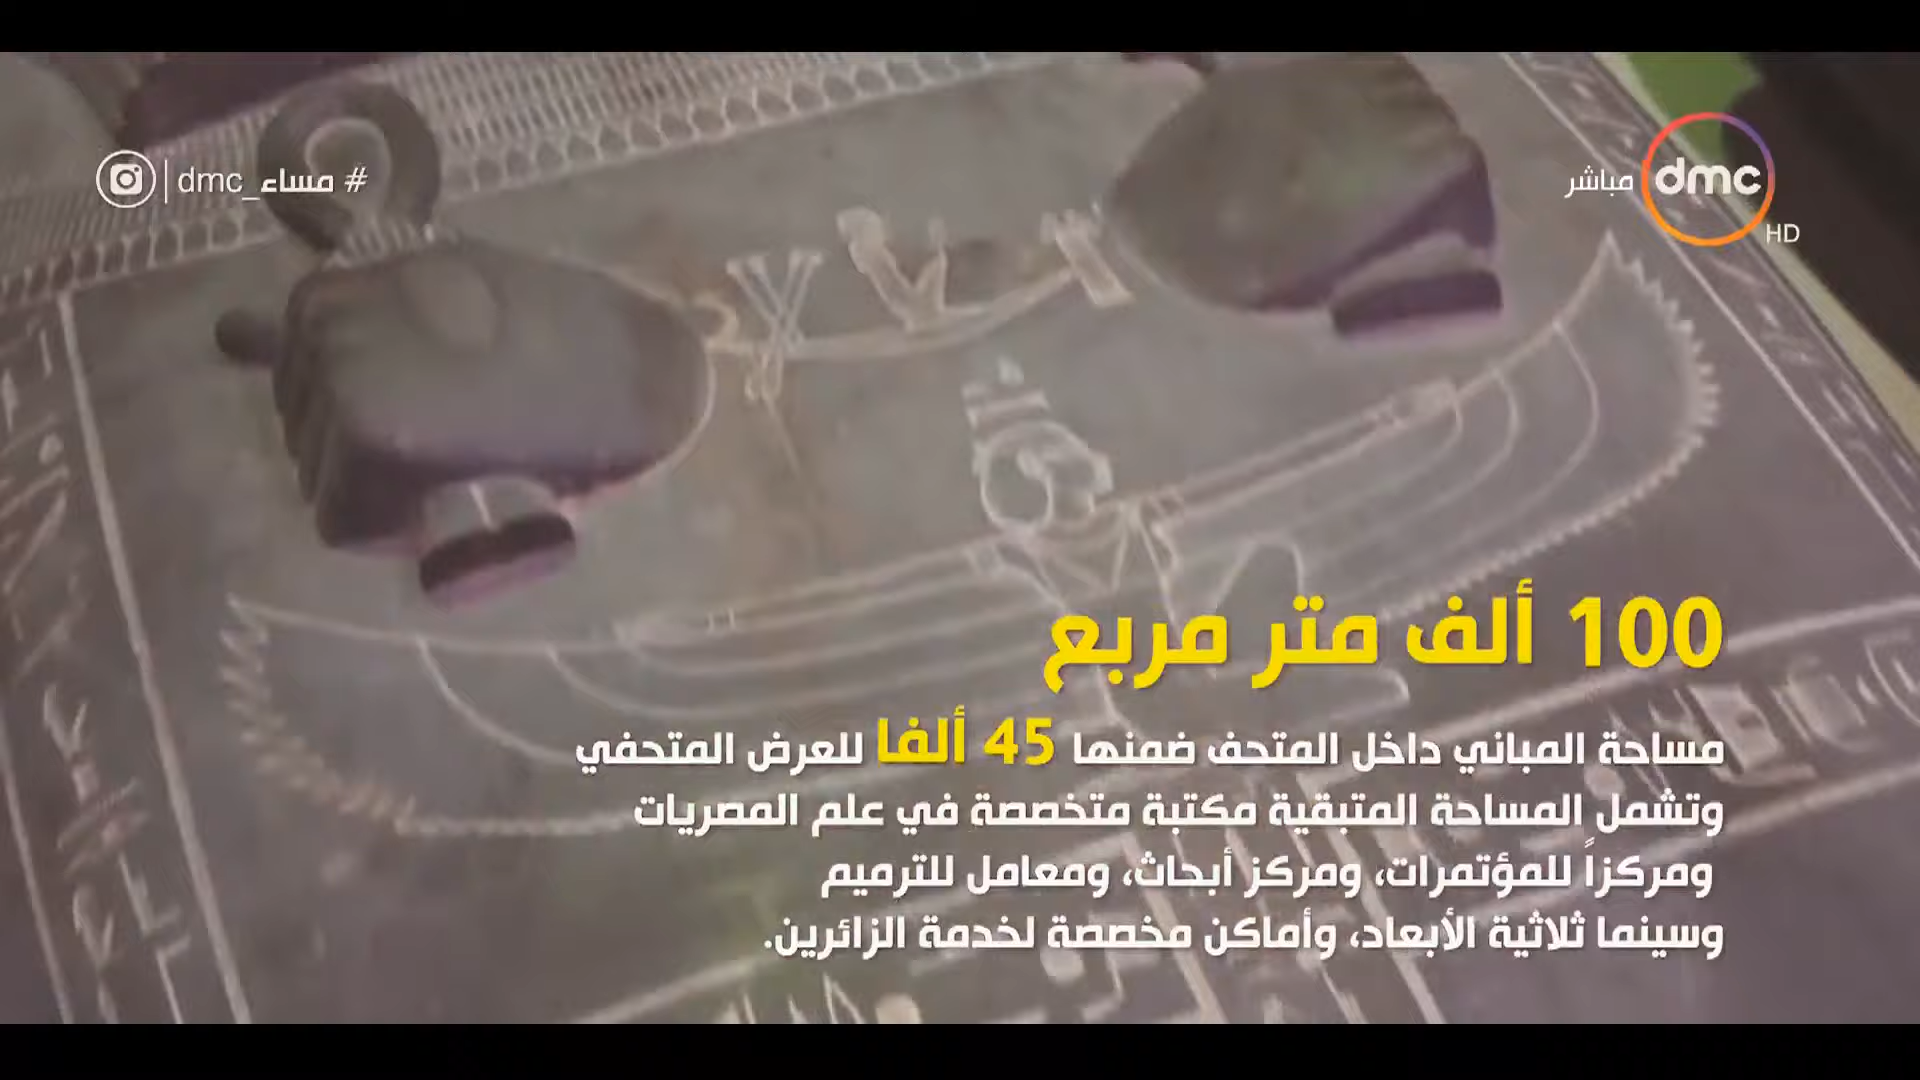 # مساء_dmc
مباشر
dmc
HD
100 ألف متر مربع
مساحة المباني داخل المتحف ضمنها 45 ألفا للعرض المتحفي
وتشمل المساحة المتبقية مكتبة متخصصة في علم المصريات
ومركزاً للمؤتمرات، ومركز أبحاث، ومعامل للترميم
وسينما ثلاثية الأبعاد، وأماكن مخصصة لخدمة الزائرين.